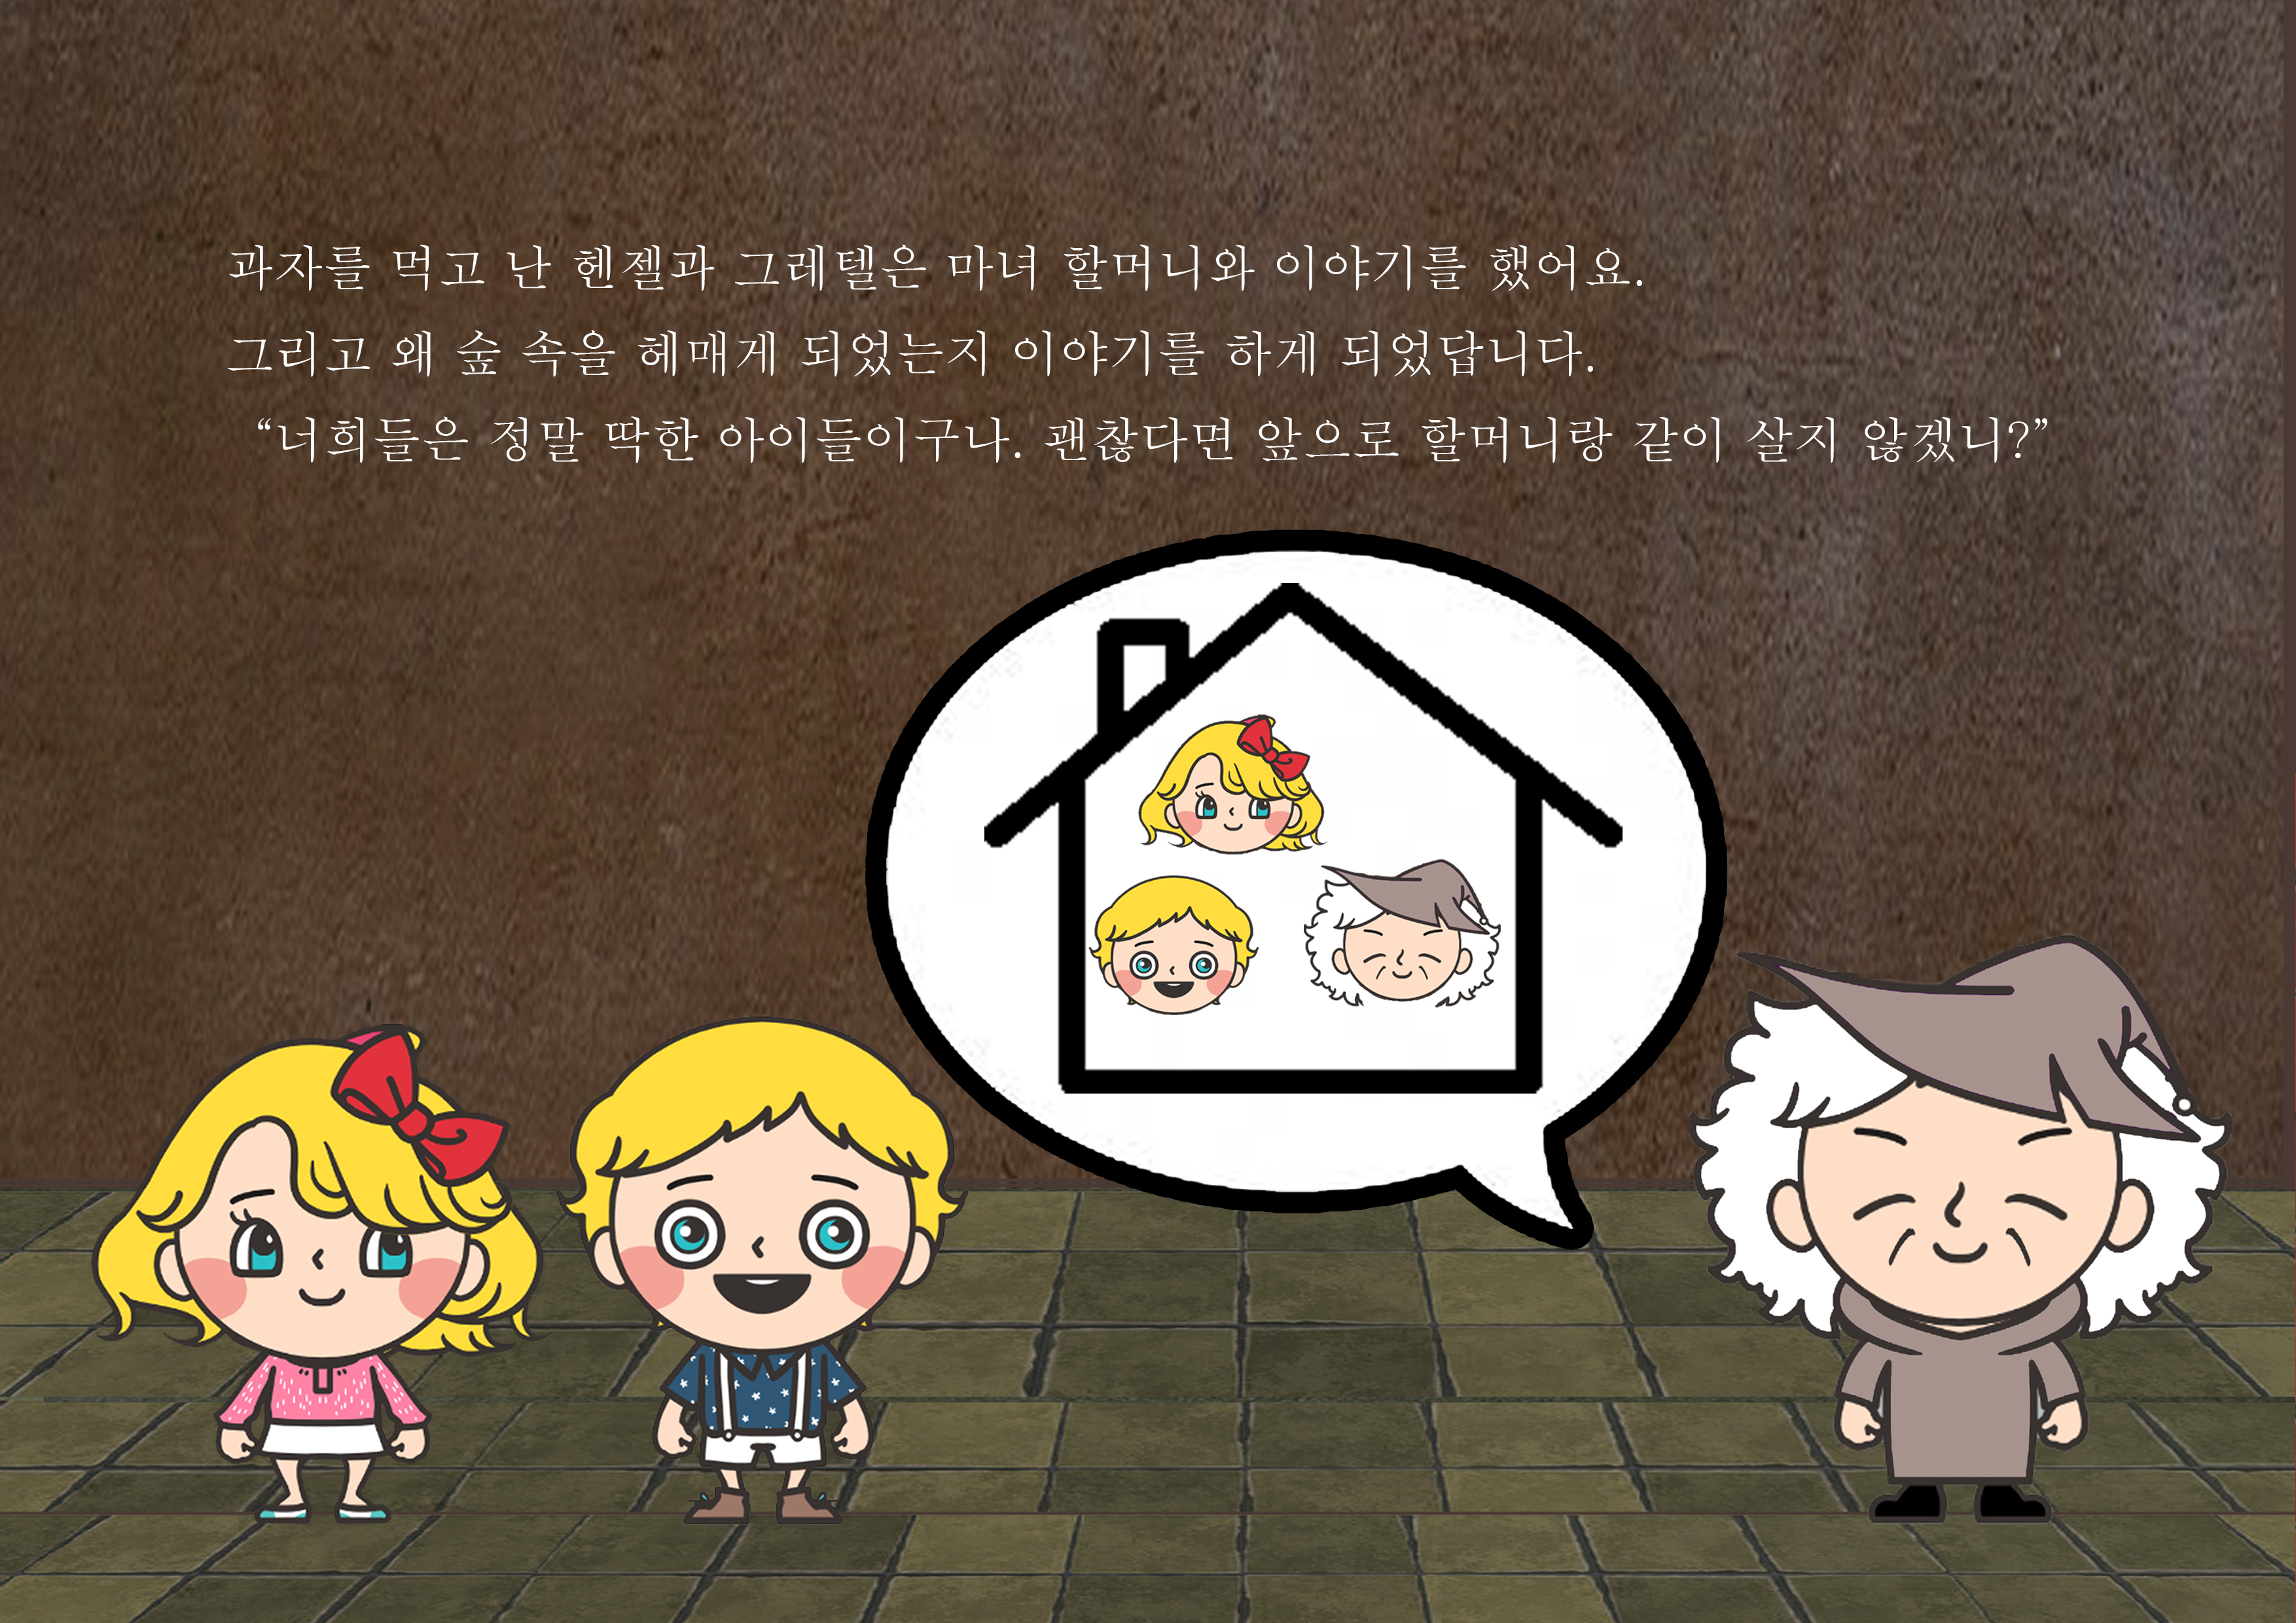 과자를 먹고 난 헨젤과 그레텔은 마녀 할머니와 이야기를 했어요.
그리고 왜 숲 속을 헤매게 되었는지 이야기를 하게 되었답니다.
“너희들은 정말 딱한 아이들이구나. 괜찮다면 앞으로 할머니랑 같이 살지 않겠니?”